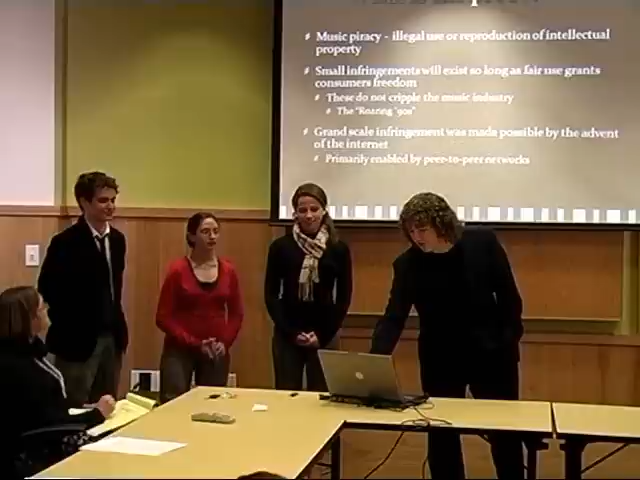 Music piracy - illegal use or reproduction of intellectual
property
Small infringements will exist so long as fair use grants
consumers freedom
These do not cripple the music industry
The "Roaring '90s"
Grand scale infringement was made possible by the advent
of the internet
Primarily enabled by peer-to-peer networks